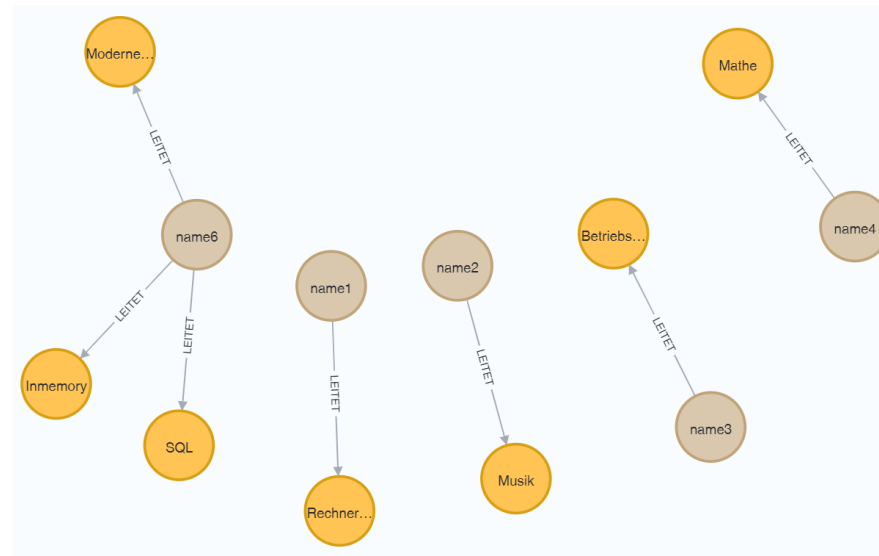 Moderne…
LEITET
name6
LEITET
Inmemory
LEITET
SQL
name1
LEITET
Rechner…
name2
LEITET
Musik
Betriebs…
LEITET
name3
Mathe
LEITET
name4